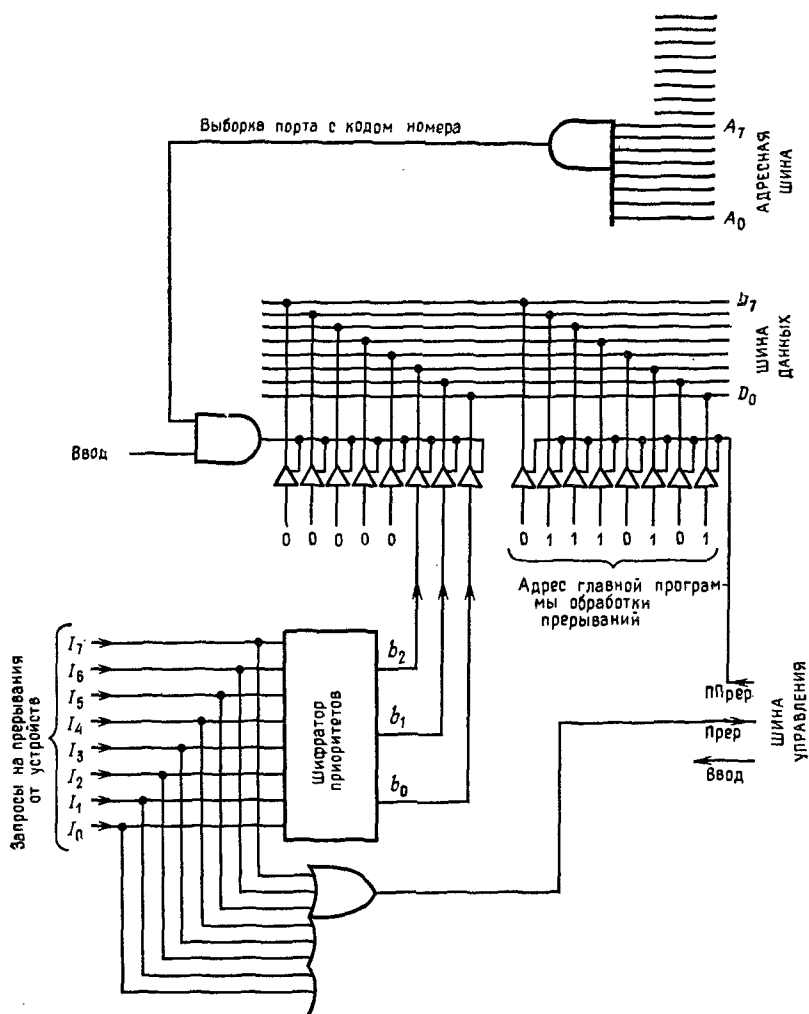 Выборка порта с кодом номера
A₇
АДРЕСНАЯ
ШИНА
A₀
D₇
ШИНА
ДАННЫХ
D₀
Ввод
0 0 0 0 0
0 1 1 1 0 1 0 1
Адрес главной програм-
мы обработки
прерываний
Запросы на прерывания
от устройств
I₇
I₆
I₅
I₄
I₃
I₂
I₁
I₀
Шифратор
приоритетов
b₂
b₁
b₀
ППрер
Прер
Ввод
ШИНА
УПРАВЛЕНИЯ